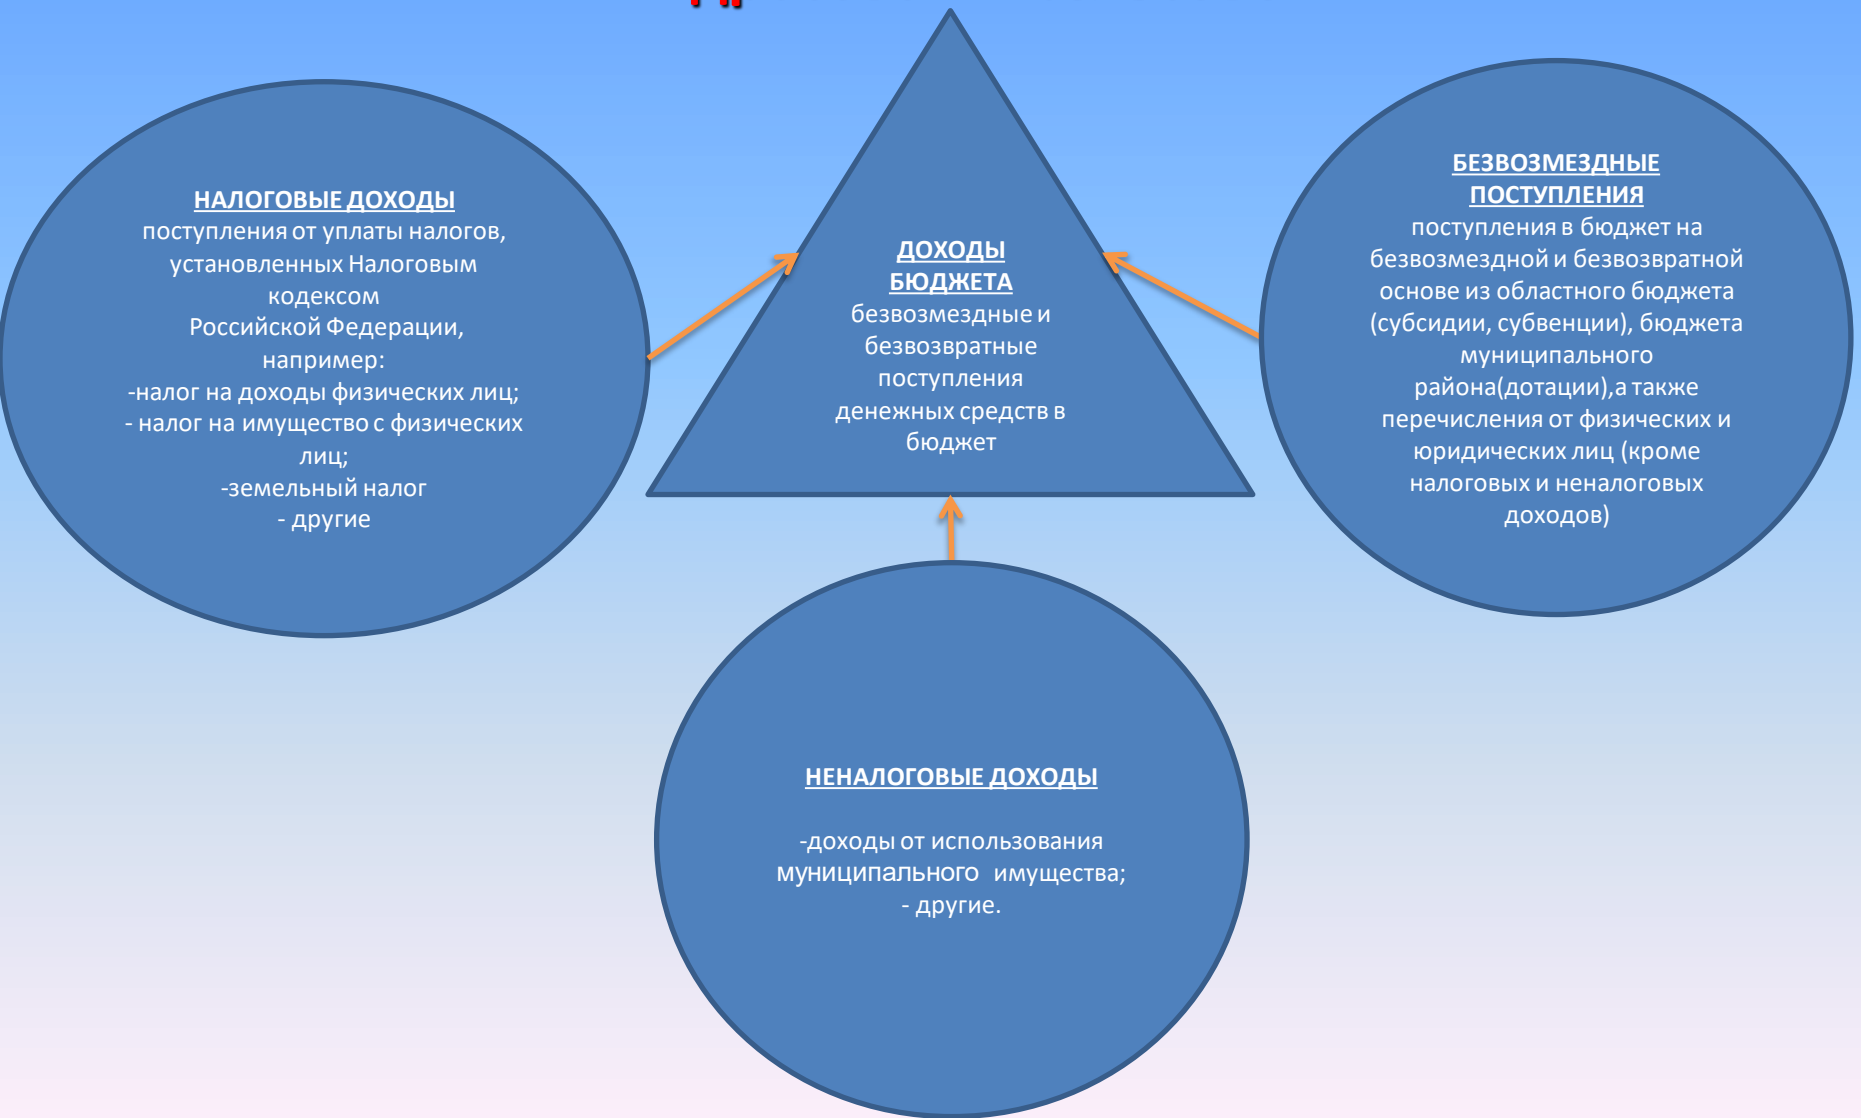 НАЛОГОВЫЕ ДОХОДЫ
поступления от уплаты налогов,
установленных Налоговым
кодексом
Российской Федерации,
например:
-налог на доходы физических лиц;
- налог на имущество с физических
лиц;
-земельный налог
- другие
ДОХОДЫ
БЮДЖЕТА
безвозмездные и
безвозвратные
поступления
денежных средств в
бюджет
БЕЗВОЗМЕЗДНЫЕ
ПОСТУПЛЕНИЯ
поступления в бюджет на
безвозмездной и безвозвратной
основе из областного бюджета
(субсидии, субвенции), бюджета
муниципального
района(дотации),а также
перечисления от физических и
юридических лиц (кроме
налоговых и неналоговых
доходов)
НЕНАЛОГОВЫЕ ДОХОДЫ
-доходы от использования
муниципального имущества;
- другие.